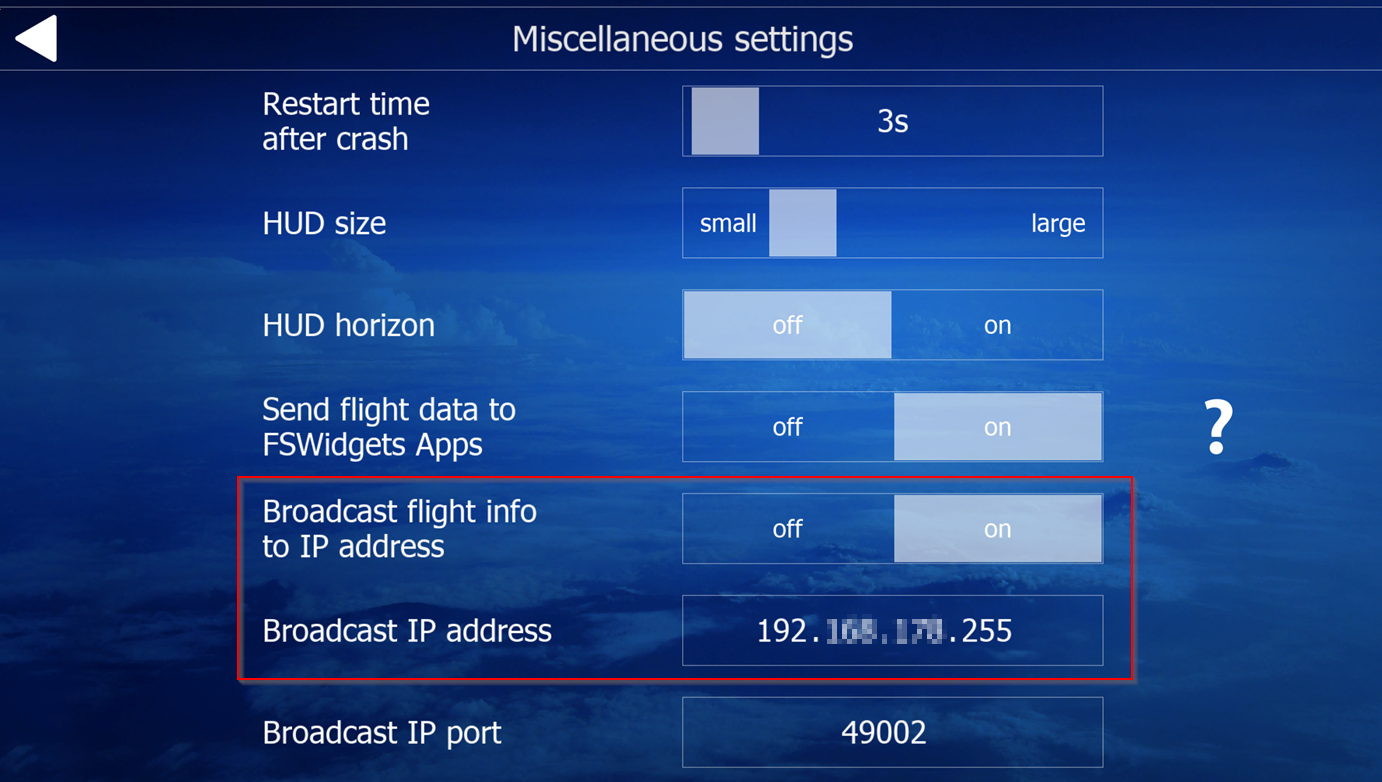 Miscellaneous settings
Restart time
after crash
3s
HUD size
small
large
HUD horizon
off
on
Send flight data to
FSWidgets Apps
off
on
?
Broadcast flight info
to IP address
off
on
Broadcast IP address
192.
.255
Broadcast IP port
49002